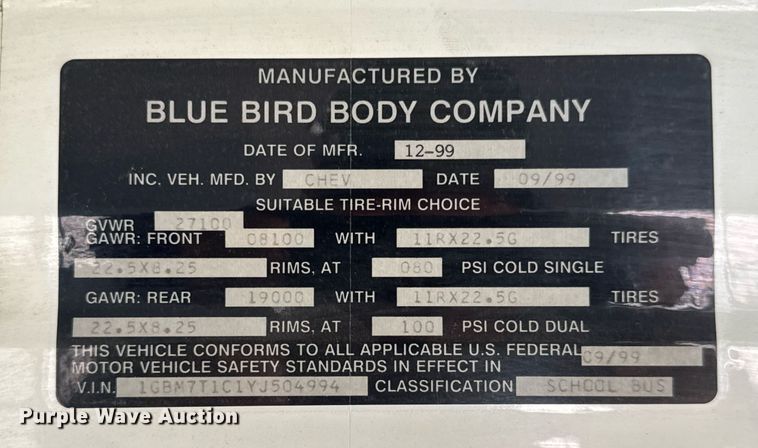 MANUFACTURED BY
BLUE BIRD BODY COMPANY
DATE OF MFR. 12-99
INC. VEH. MFD. BY CHEV DATE 09/99
SUITABLE TIRE-RIM CHOICE
GVWR 27100
GAWR: FRONT 08100 WITH 11RX22.5G TIRES
22.5X8.25 RIMS, AT 080 PSI COLD SINGLE
GAWR: REAR 19000 WITH 11RX22.5G TIRES
22.5X8.25 RIMS, AT 100 PSI COLD DUAL
THIS VEHICLE CONFORMS TO ALL APPLICABLE U.S. FEDERAL
MOTOR VEHICLE SAFETY STANDARDS IN EFFECT IN 09/99
V.I.N. 1GBM7T1C1YJ504994 CLASSIFICATION SCHOOL BUS
Purple Wave Auction
Purple Wave Auction